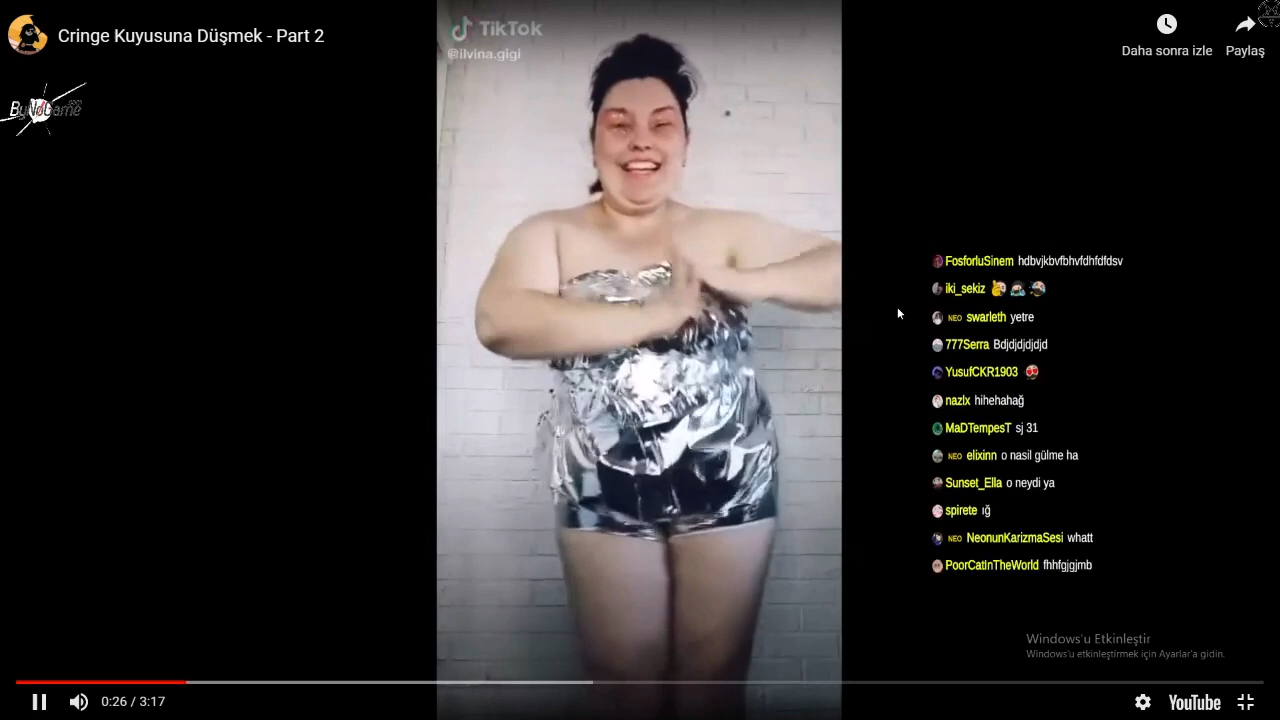 Cringe Kuyusuna Düşmek - Part 2
Daha sonra izle
Paylaş
TikTok
@ilvina.gigi
ByNoGame
FosforluSinem hdbvjkbvfbhvfdhfdfdsv
iki_sekiz
NEO swarleth yetre
777Serra Bdjdjdjdjdjd
YusufCKR1903
nazlx hihehahağ
MaDTempesT sj 31
NEO elixinn o nasil gülme ha
Sunset_Ella o neydi ya
spirete ığ
NEO NeonunKarizmaSesi whatt
PoorCatInTheWorld fhhfgjgjmb
Windows'u Etkinleştir
Windows'u etkinleştirmek için Ayarlar'a gidin.
0:26 / 3:17
YouTube